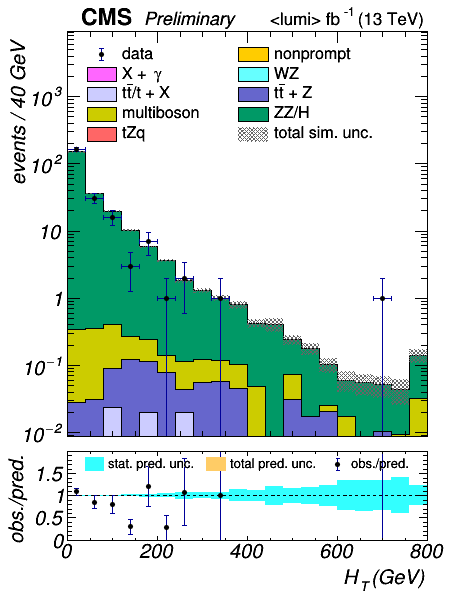 CMS Preliminary <lumi> fb⁻¹ (13 TeV)
events / 40 GeV
data
nonprompt
X + γ
WZ
tt̄/t + X
tt̄ + Z
multiboson
ZZ/H
tZq
total sim. unc.
10³
10²
10
1
10⁻¹
10⁻²
obs./pred.
stat. pred. unc. total pred. unc. obs./pred.
1.5
1
0.5
0
0 200 400 600 800
H_T (GeV)